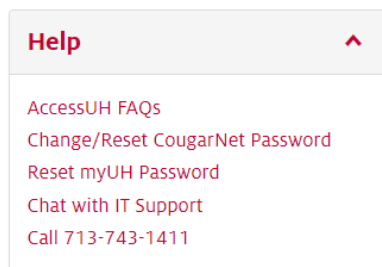 Help
AccessUH FAQs
Change/Reset CougarNet Password
Reset myUH Password
Chat with IT Support
Call 713-743-1411